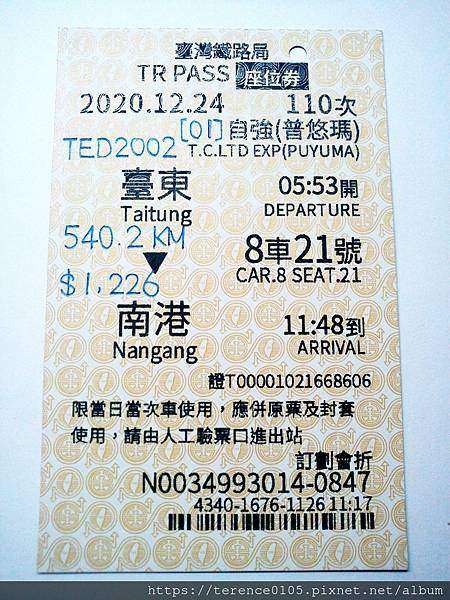 臺灣鐵路局
TR PASS 座位券
2020.12.24 110次
[01] 自強(普悠瑪)
TED2002 T.C.LTD EXP(PUYUMA)
臺東 05:53開
Taitung DEPARTURE
540.2 KM
▼ 8車21號
CAR.8 SEAT.21
$1,226
南港 11:48到
Nangang ARRIVAL
證T00001021668606
限當日當次車使用，應併原票及封套
使用，請由人工驗票口進出站
訂劃會折
N0034993014-0847
4340-1676-1126 11:17
https://terence0105.pixnet.net/album